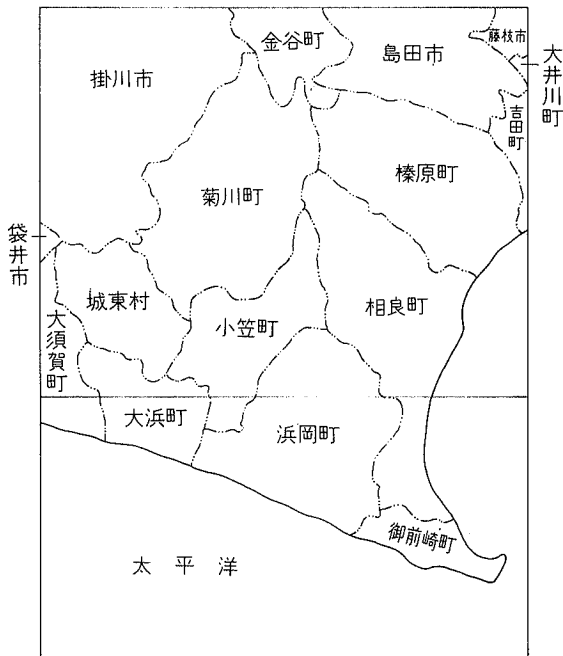 金谷町
島田市
藤枝市
大井川町
掛川市
吉田町
榛原町
菊川町
袋井市
城東村
小笠町
相良町
大須賀町
大浜町
浜岡町
御前崎町
太平洋